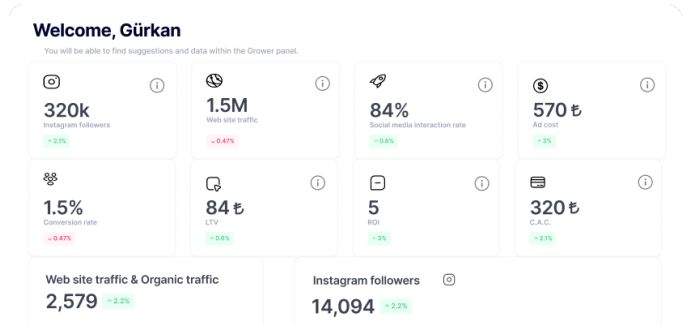 Welcome, Gürkan
You will be able to find suggestions and data within the Grower panel.
320k
Instagram followers
2.1%
1.5M
Web site traffic
0.47%
84%
Social media interaction rate
0.6%
570 ₺
Ad cost
3%
1.5%
Conversion rate
0.47%
84 ₺
LTV
0.6%
5
ROI
3%
320 ₺
C.A.C.
2.1%
Web site traffic & Organic traffic
2,579 2.2%
Instagram followers
14,094 2.2%